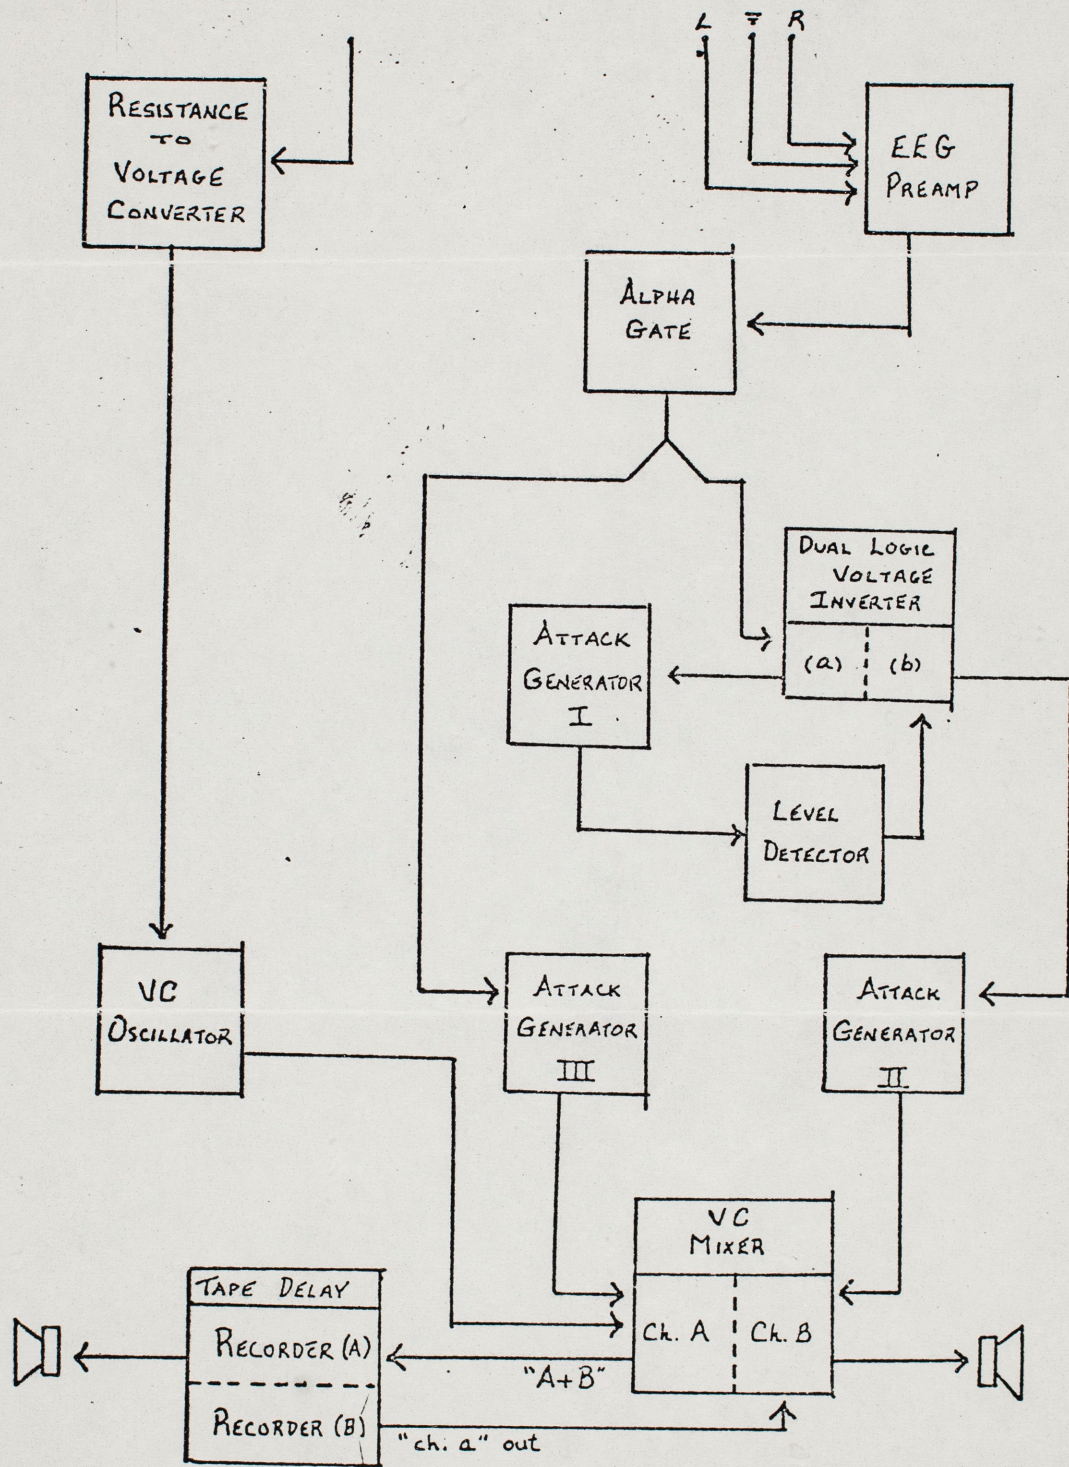 L ⏚ R
RESISTANCE
TO
VOLTAGE
CONVERTER
EEG
PREAMP
ALPHA
GATE
DUAL LOGIC
VOLTAGE
INVERTER
(a) (b)
ATTACK
GENERATOR
I
LEVEL
DETECTOR
VC
OSCILLATOR
ATTACK
GENERATOR
III
ATTACK
GENERATOR
II
VC
MIXER
Ch. A Ch. B
TAPE DELAY
RECORDER (A)
RECORDER (B)
"A+B"
"ch. a" out